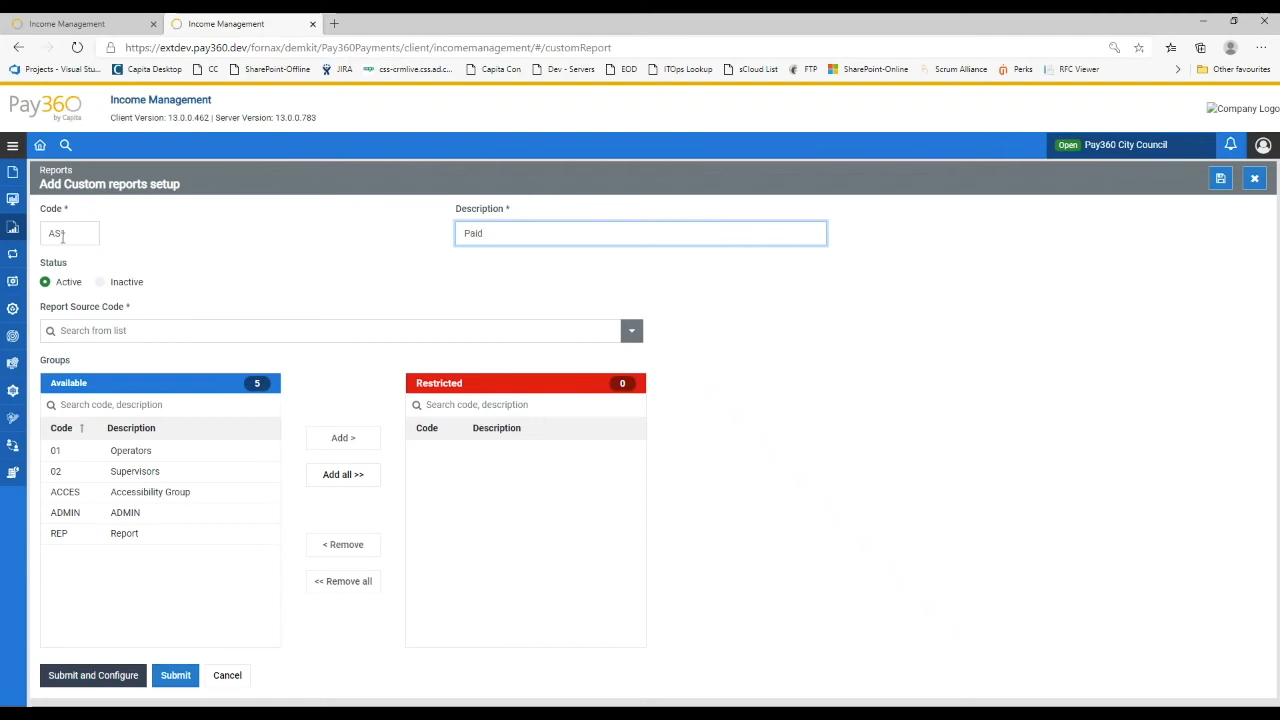 Income Management
Income Management
https://extdev.pay360.dev/fornax/demkit/Pay360Payments/client/incomemanagement/#/customReport
Projects - Visual Stu...
Capita Desktop
CC
SharePoint-Offline
JIRA
css-crmlive.css.ad.c...
Capita Con
Dev - Servers
EOD
ITOps Lookup
sCloud List
FTP
SharePoint-Online
Scrum Alliance
Perks
RFC Viewer
Other favourites
Pay360
by Capita
Income Management
Client Version: 13.0.0.462 | Server Version: 13.0.0.783
Company Logo
Open Pay360 City Council
Reports
Add Custom reports setup
Code *
Description *
Paid
Status
Active
Inactive
Report Source Code *
Search from list
Groups
Available 5
Restricted 0
Search code, description
Search code, description
Code Description
Code Description
01 Operators
02 Supervisors
ACCES Accessibility Group
ADMIN ADMIN
REP Report
Add >
Add all >>
< Remove
<< Remove all
Submit and Configure
Submit
Cancel